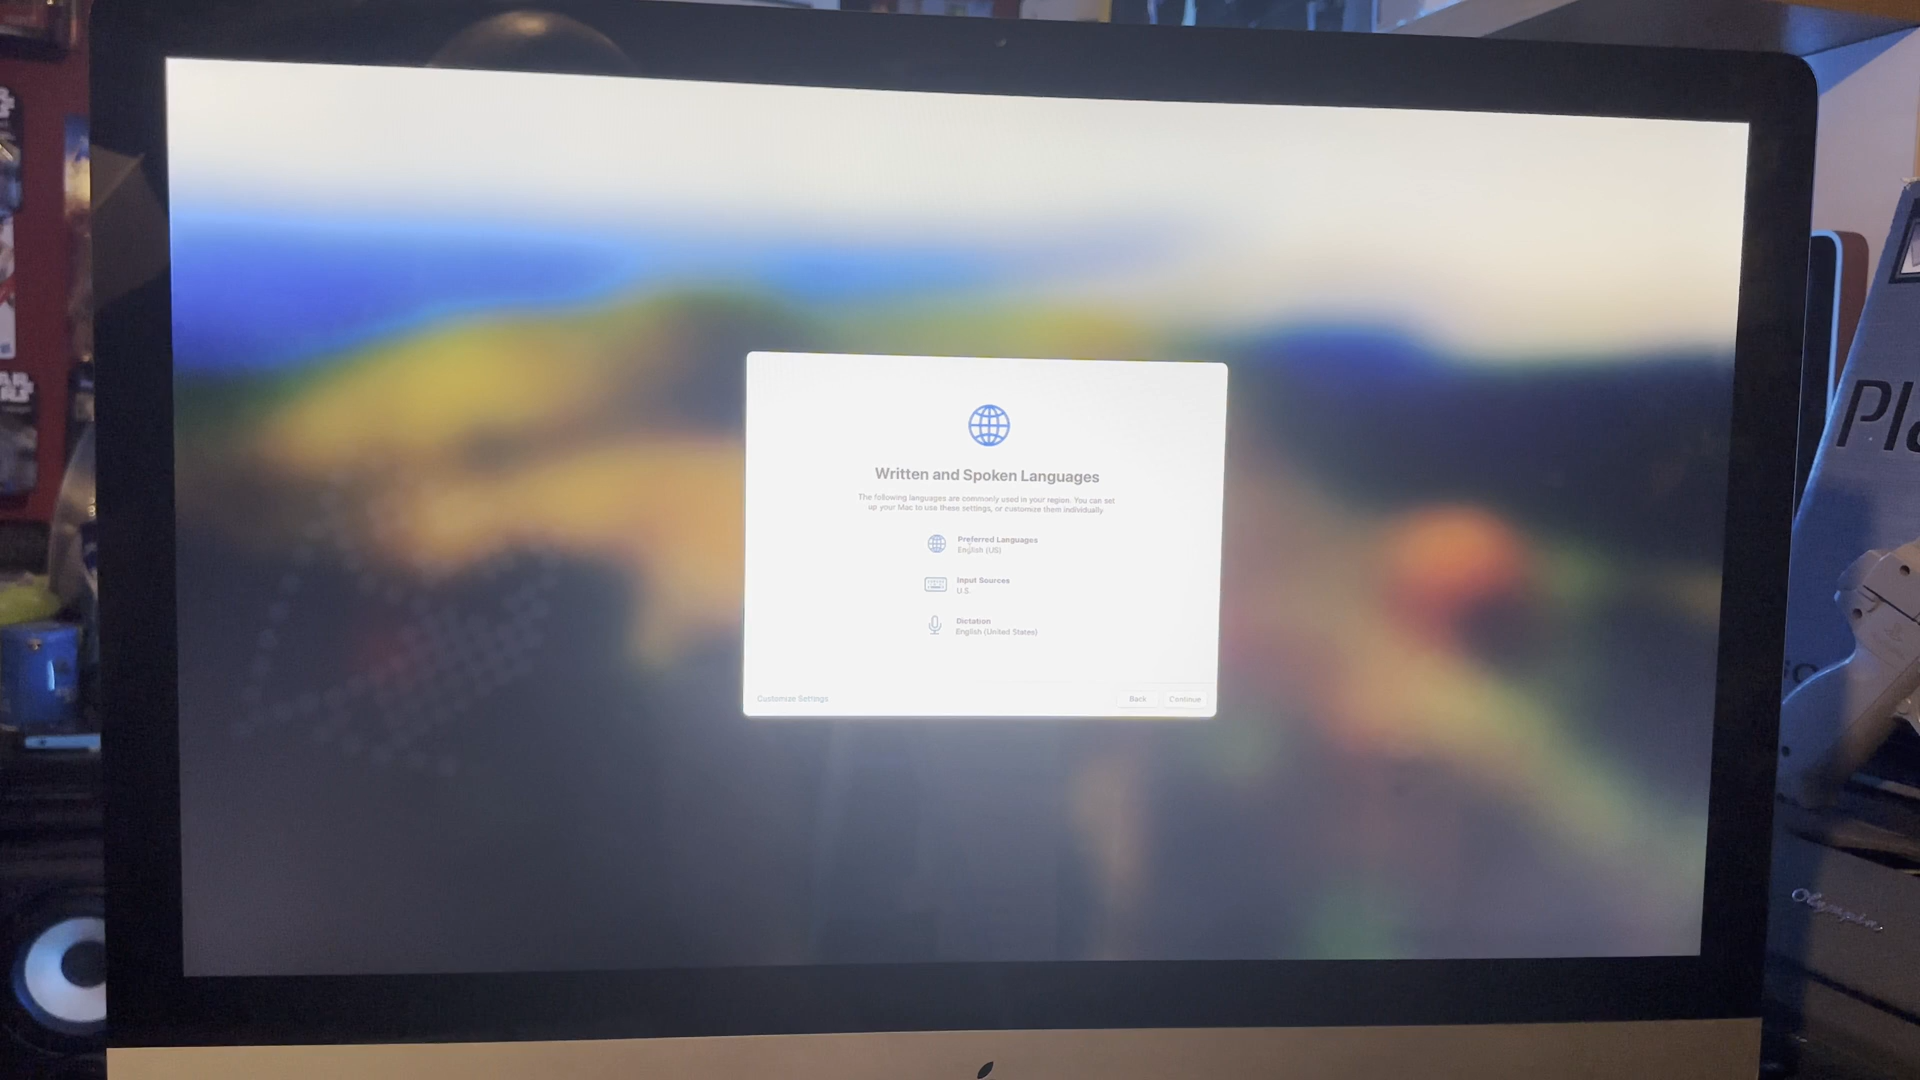 Written and Spoken Languages
The following languages are commonly used in your region. You can set
up your Mac to use these settings, or customize them individually.
Preferred Languages
English (US)
Input Sources
U.S.
Dictation
English (United States)
Customize Settings
Back
Continue
Olympia